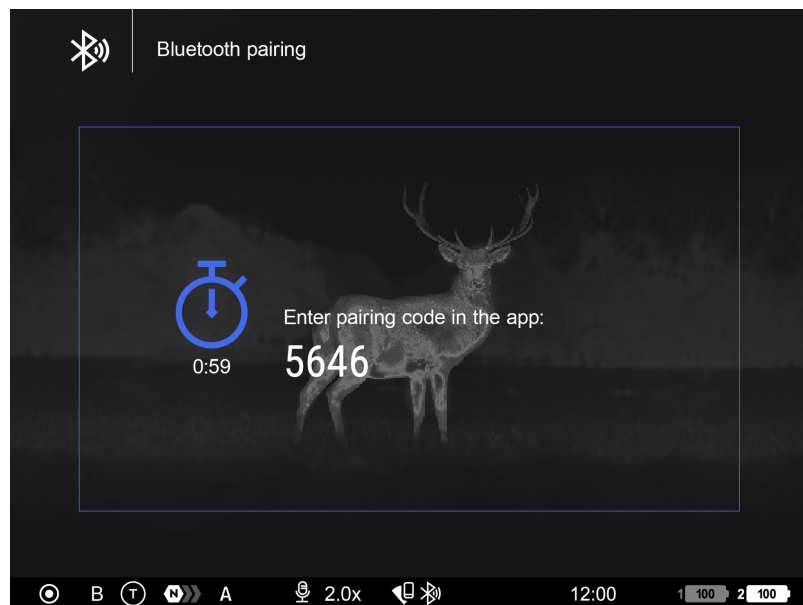 Bluetooth pairing
Enter pairing code in the app:
5646
0:59
B T N A 2.0x 12:00 1 100 2 100